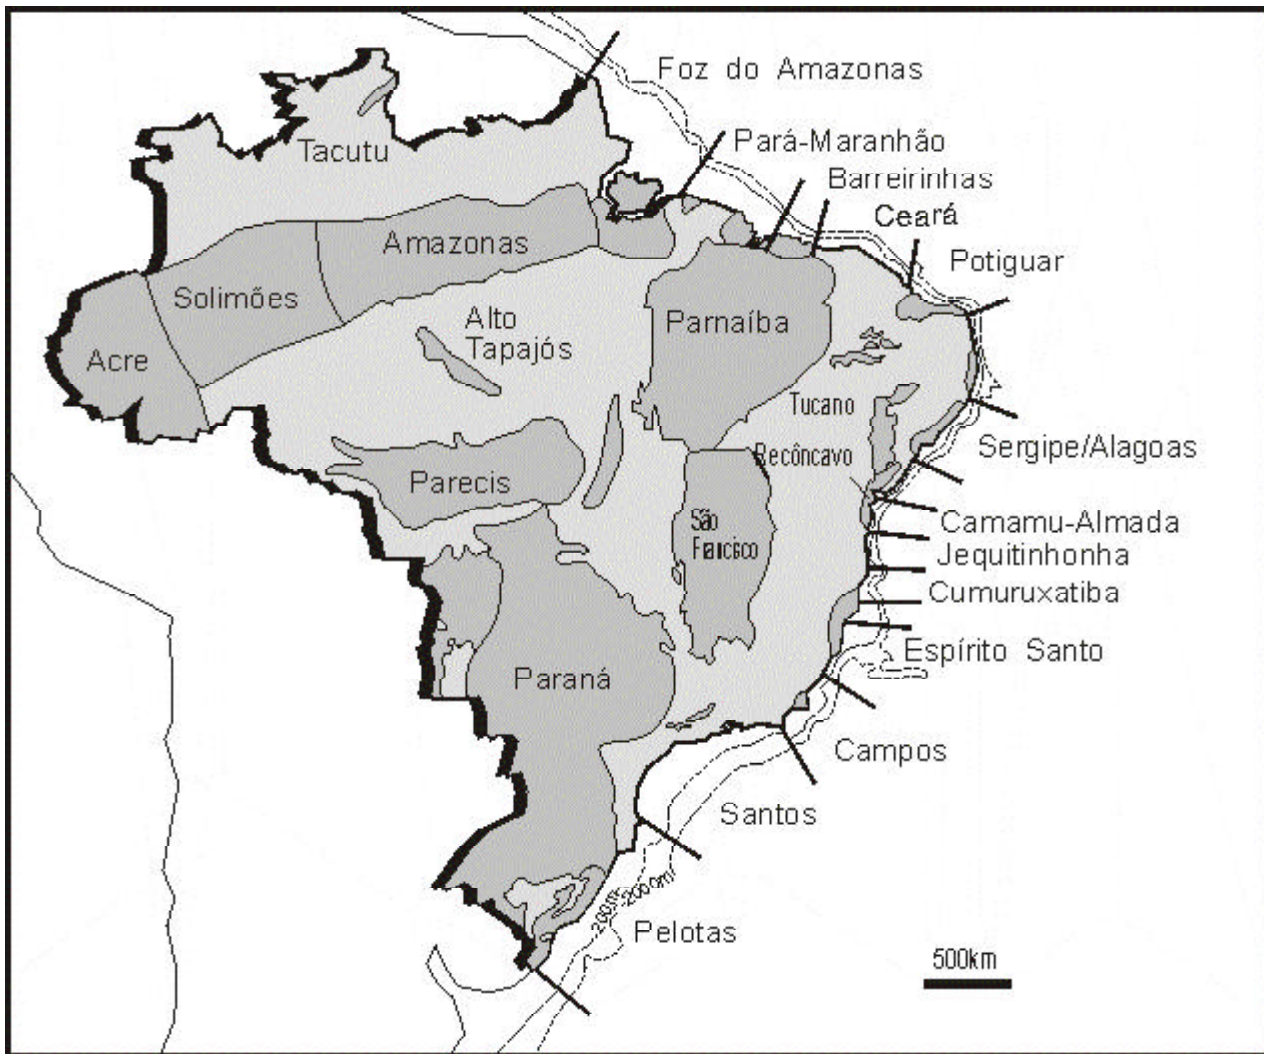 Foz do Amazonas
Pará-Maranhão
Tacutu
Barreirinhas
Ceará
Amazonas
Potiguar
Solimões
Alto
Tapajós
Parnaíba
Acre
Tucano
Sergipe/Alagoas
Recôncavo
Parecis
São
Francisco
Camamu-Almada
Jequitinhonha
Cumuruxatiba
Espírito Santo
Paraná
Campos
Santos
200m
2000m
Pelotas
500km